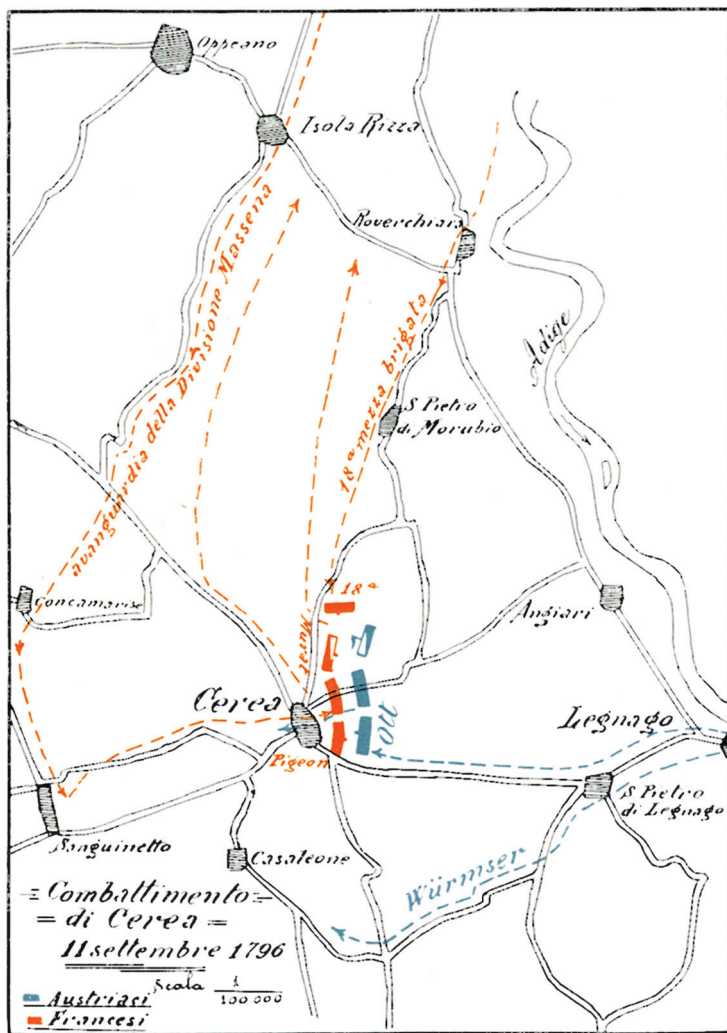 Oppeano
Isola Rizza
Roverchiara
avanguardia della Divisione Massena
Adige
18ª mezza brigata
S Pietro
di Morubio
Concamarise
18ª
Murat
Angiari
Cerea
Ott
Legnago
Pigeon
S Pietro
di Legnago
Sanguinetto
Casaleone
Würmser
Combattimento
di Cerea
11 settembre 1796
Scala 1/100 000
Austriaci
Francesi